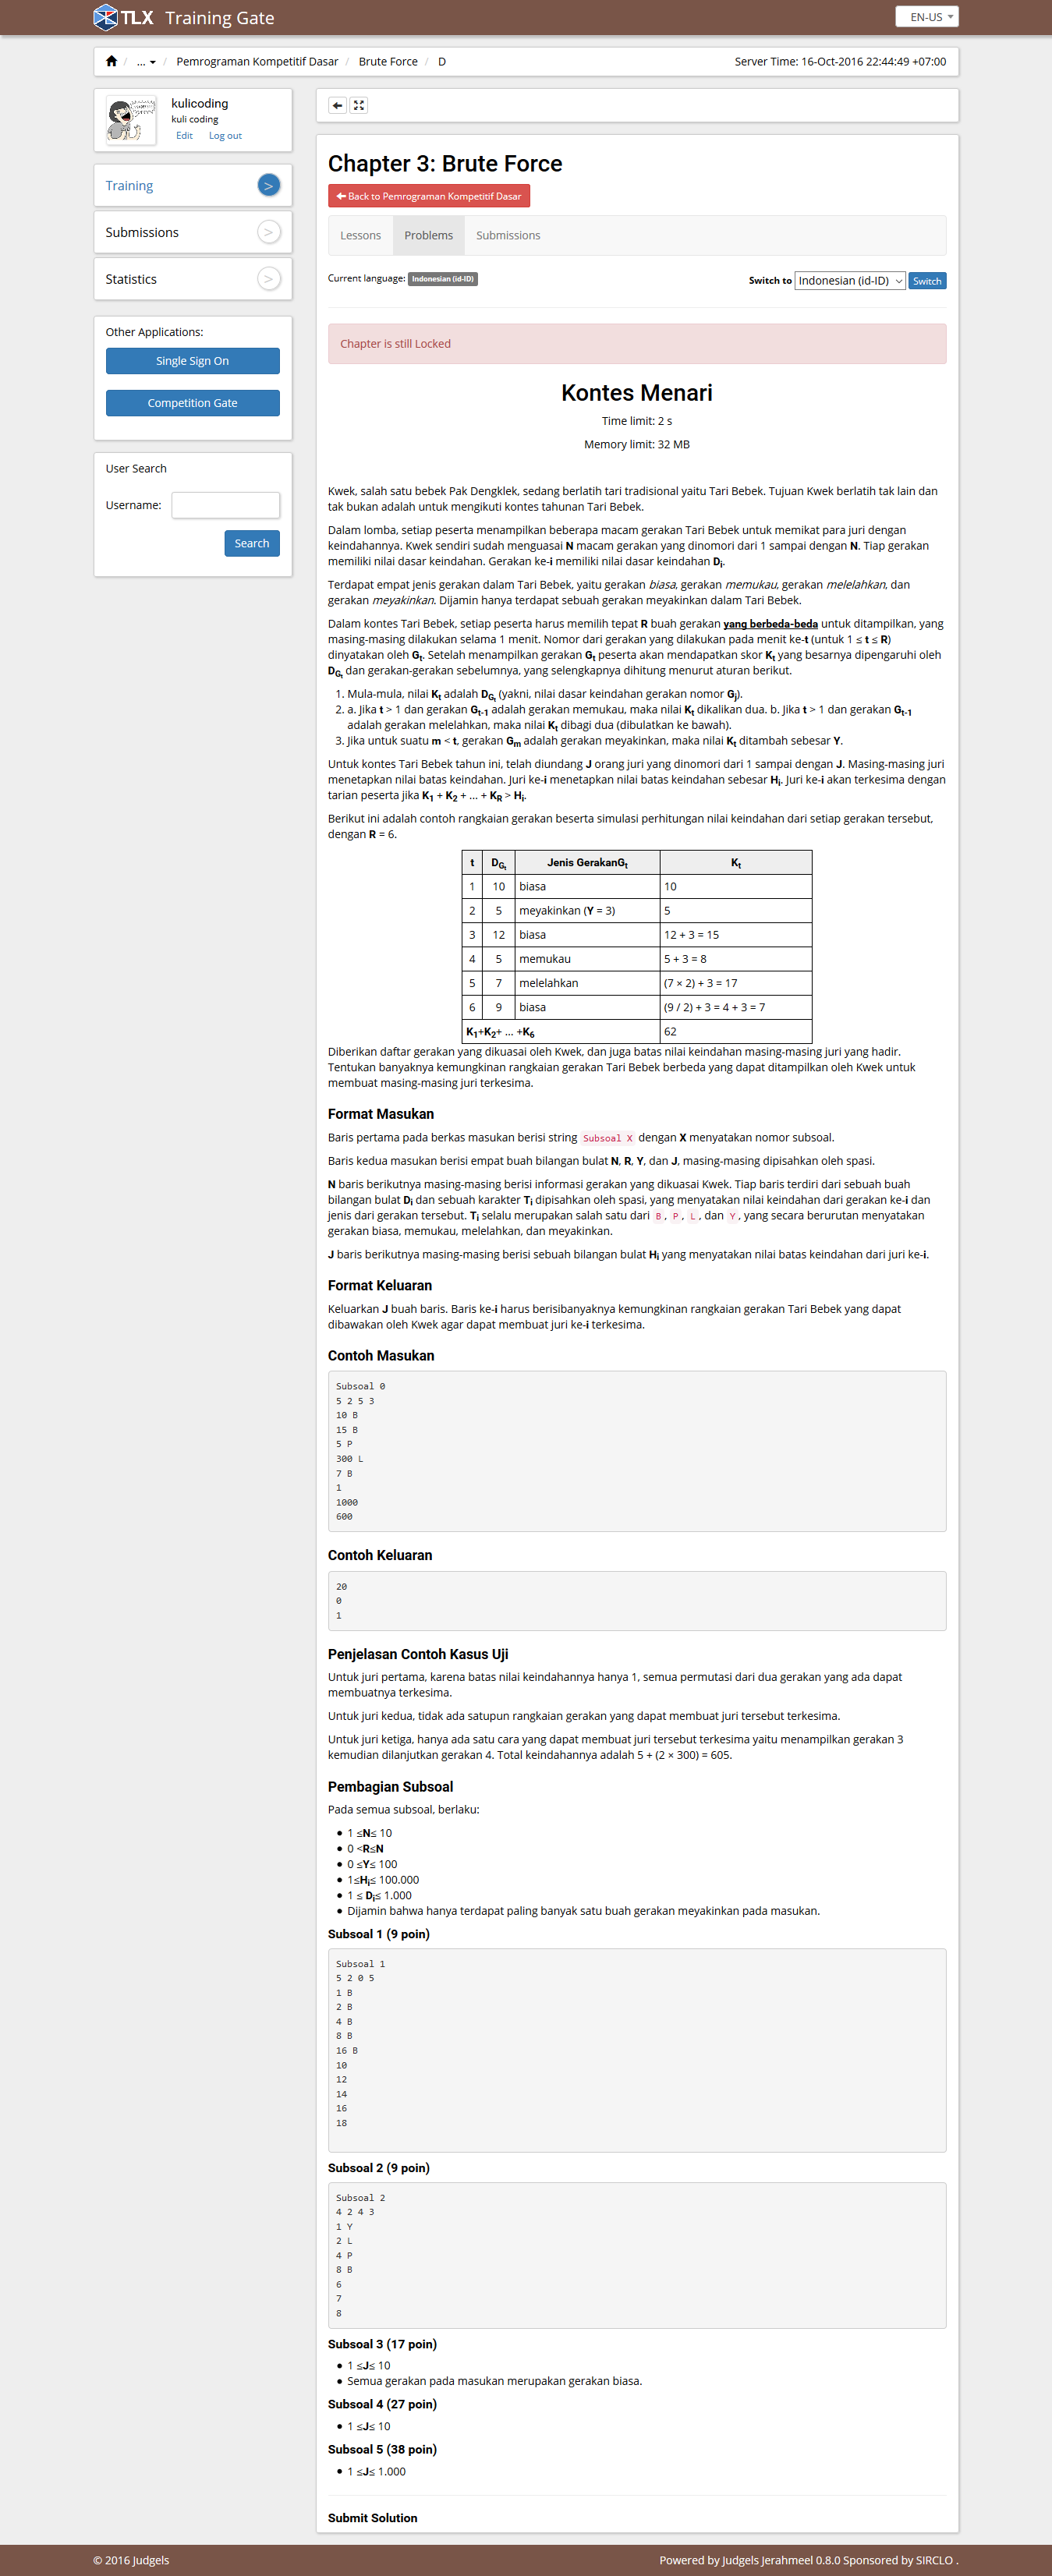 TLX Training Gate
EN-US
... Pemrograman Kompetitif Dasar / Brute Force / D
Server Time: 16-Oct-2016 22:44:49 +07:00
kulicoding
kuli coding
Edit Log out
Training
Submissions
Statistics
Other Applications:
Single Sign On
Competition Gate
User Search
Username:
Search
Chapter 3: Brute Force
Back to Pemrograman Kompetitif Dasar
Lessons Problems Submissions
Current language: Indonesian (id-ID)
Switch to Indonesian (id-ID) Switch
Chapter is still Locked
Kontes Menari
Time limit: 2 s
Memory limit: 32 MB
Kwek, salah satu bebek Pak Dengklek, sedang berlatih tari tradisional yaitu Tari Bebek. Tujuan Kwek berlatih tak lain dan
tak bukan adalah untuk mengikuti kontes tahunan Tari Bebek.
Dalam lomba, setiap peserta menampilkan beberapa macam gerakan Tari Bebek untuk memikat para juri dengan
keindahannya. Kwek sendiri sudah menguasai N macam gerakan yang dinomori dari 1 sampai dengan N. Tiap gerakan
memiliki nilai dasar keindahan. Gerakan ke-i memiliki nilai dasar keindahan Di.
Terdapat empat jenis gerakan dalam Tari Bebek, yaitu gerakan biasa, gerakan memukau, gerakan melelahkan, dan
gerakan meyakinkan. Dijamin hanya terdapat sebuah gerakan meyakinkan dalam Tari Bebek.
Dalam kontes Tari Bebek, setiap peserta harus memilih tepat R buah gerakan yang berbeda-beda untuk ditampilkan, yang
masing-masing dilakukan selama 1 menit. Nomor dari gerakan yang dilakukan pada menit ke-t (untuk 1 ≤ t ≤ R)
dinyatakan oleh Gt. Setelah menampilkan gerakan Gt peserta akan mendapatkan skor Kt yang besarnya dipengaruhi oleh
DGt dan gerakan-gerakan sebelumnya, yang selengkapnya dihitung menurut aturan berikut.
1. Mula-mula, nilai Kt adalah DGt (yakni, nilai dasar keindahan gerakan nomor Gj).
2. a. Jika t > 1 dan gerakan Gt-1 adalah gerakan memukau, maka nilai Kt dikalikan dua. b. Jika t > 1 dan gerakan Gt-1
adalah gerakan melelahkan, maka nilai Kt dibagi dua (dibulatkan ke bawah).
3. Jika untuk suatu m < t, gerakan Gm adalah gerakan meyakinkan, maka nilai Kt ditambah sebesar Y.
Untuk kontes Tari Bebek tahun ini, telah diundang J orang juri yang dinomori dari 1 sampai dengan J. Masing-masing juri
menetapkan nilai batas keindahan. Juri ke-i menetapkan nilai batas keindahan sebesar Hi. Juri ke-i akan terkesima dengan
tarian peserta jika K1 + K2 + ... + KR > Hi.
Berikut ini adalah contoh rangkaian gerakan beserta simulasi perhitungan nilai keindahan dari setiap gerakan tersebut,
dengan R = 6.
t DGt Jenis GerakanGt Kt
1 10 biasa 10
2 5 meyakinkan (Y = 3) 5
3 12 biasa 12 + 3 = 15
4 5 memukau 5 + 3 = 8
5 7 melelahkan (7 × 2) + 3 = 17
6 9 biasa (9 / 2) + 3 = 4 + 3 = 7
K1+K2+ ... +K6 62
Diberikan daftar gerakan yang dikuasai oleh Kwek, dan juga batas nilai keindahan masing-masing juri yang hadir.
Tentukan banyaknya kemungkinan rangkaian gerakan Tari Bebek berbeda yang dapat ditampilkan oleh Kwek untuk
membuat masing-masing juri terkesima.
Format Masukan
Baris pertama pada berkas masukan berisi string Subsoal X dengan X menyatakan nomor subsoal.
Baris kedua masukan berisi empat buah bilangan bulat N, R, Y, dan J, masing-masing dipisahkan oleh spasi.
N baris berikutnya masing-masing berisi informasi gerakan yang dikuasai Kwek. Tiap baris terdiri dari sebuah buah
bilangan bulat Di dan sebuah karakter Ti dipisahkan oleh spasi, yang menyatakan nilai keindahan dari gerakan ke-i dan
jenis dari gerakan tersebut. Ti selalu merupakan salah satu dari B , P , L , dan Y , yang secara berurutan menyatakan
gerakan biasa, memukau, melelahkan, dan meyakinkan.
J baris berikutnya masing-masing berisi sebuah bilangan bulat Hi yang menyatakan nilai batas keindahan dari juri ke-i.
Format Keluaran
Keluarkan J buah baris. Baris ke-i harus berisibanyaknya kemungkinan rangkaian gerakan Tari Bebek yang dapat
dibawakan oleh Kwek agar dapat membuat juri ke-i terkesima.
Contoh Masukan
Subsoal 0
5 2 5 3
10 B
15 B
5 P
300 L
7 B
1
1000
600
Contoh Keluaran
20
0
1
Penjelasan Contoh Kasus Uji
Untuk juri pertama, karena batas nilai keindahannya hanya 1, semua permutasi dari dua gerakan yang ada dapat
membuatnya terkesima.
Untuk juri kedua, tidak ada satupun rangkaian gerakan yang dapat membuat juri tersebut terkesima.
Untuk juri ketiga, hanya ada satu cara yang dapat membuat juri tersebut terkesima yaitu menampilkan gerakan 3
kemudian dilanjutkan gerakan 4. Total keindahannya adalah 5 + (2 × 300) = 605.
Pembagian Subsoal
Pada semua subsoal, berlaku:
• 1 ≤N≤ 10
• 0 <R≤N
• 0 ≤Y≤ 100
• 1≤Hi≤ 100.000
• 1 ≤ Di≤ 1.000
• Dijamin bahwa hanya terdapat paling banyak satu buah gerakan meyakinkan pada masukan.
Subsoal 1 (9 poin)
Subsoal 1
5 2 0 5
1 B
2 B
4 B
8 B
16 B
10
12
14
16
18
Subsoal 2 (9 poin)
Subsoal 2
4 2 4 3
1 Y
2 L
4 P
8 B
6
7
8
Subsoal 3 (17 poin)
• 1 ≤J≤ 10
• Semua gerakan pada masukan merupakan gerakan biasa.
Subsoal 4 (27 poin)
• 1 ≤J≤ 10
Subsoal 5 (38 poin)
• 1 ≤J≤ 1.000
Submit Solution
© 2016 Judgels
Powered by Judgels Jerahmeel 0.8.0 Sponsored by SIRCLO .